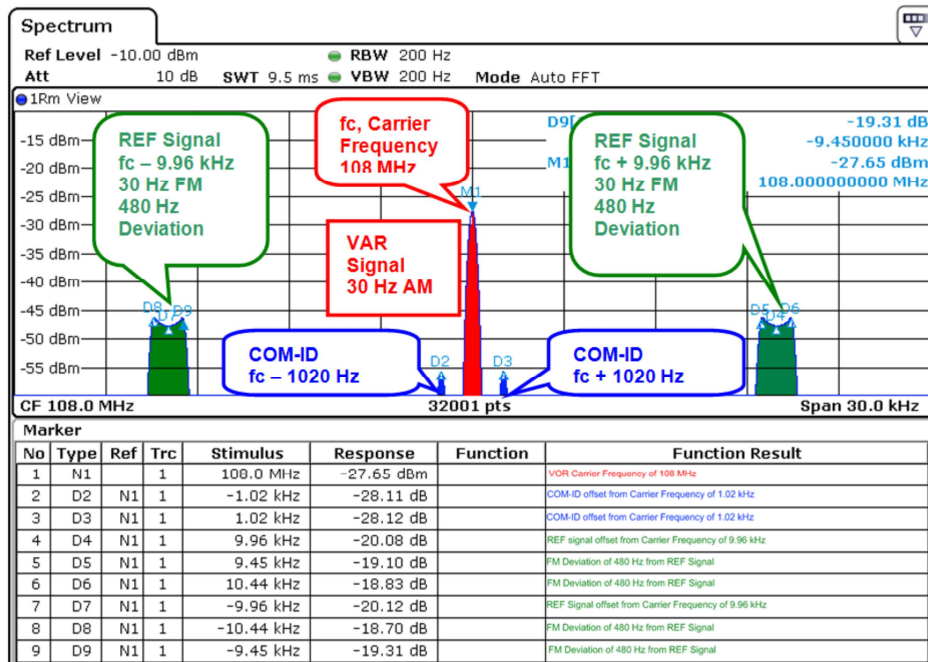 Spectrum
Ref Level -10.00 dBm RBW 200 Hz
Att 10 dB SWT 9.5 ms VBW 200 Hz Mode Auto FFT
1Rm View
D9[ -19.31 dB
-9.450000 kHz
M1 -27.65 dBm
108.000000000 MHz
-15 dBm
-20 dBm
-25 dBm
-30 dBm
-35 dBm
-40 dBm
-45 dBm
-50 dBm
-55 dBm
REF Signal
fc – 9.96 kHz
30 Hz FM
480 Hz
Deviation
fc, Carrier
Frequency
108 MHz
REF Signal
fc + 9.96 kHz
30 Hz FM
480 Hz
Deviation
M1
VAR
Signal
30 Hz AM
D8 D7 D9
D5 D4 D6
COM-ID
fc – 1020 Hz
D2 D3
COM-ID
fc + 1020 Hz
CF 108.0 MHz 32001 pts Span 30.0 kHz
Marker
No Type Ref Trc Stimulus Response Function Function Result
1 N1 1 108.0 MHz -27.65 dBm VOR Carrier Frequency of 108 MHz
2 D2 N1 1 -1.02 kHz -28.11 dB COM-ID offset from Carrier Frequency of 1.02 kHz
3 D3 N1 1 1.02 kHz -28.12 dB COM-ID offset from Carrier Frequency of 1.02 kHz
4 D4 N1 1 9.96 kHz -20.08 dB REF signal offset from Carrier Frequency of 9.96 kHz
5 D5 N1 1 9.45 kHz -19.10 dB FM Deviation of 480 Hz from REF Signal
6 D6 N1 1 10.44 kHz -18.83 dB FM Deviation of 480 Hz from REF Signal
7 D7 N1 1 -9.96 kHz -20.12 dB REF Signal offset from Carrier Frequency of 9.96 kHz
8 D8 N1 1 -10.44 kHz -18.70 dB FM Deviation of 480 Hz from REF Signal
9 D9 N1 1 -9.45 kHz -19.31 dB FM Deviation of 480 Hz from REF Signal